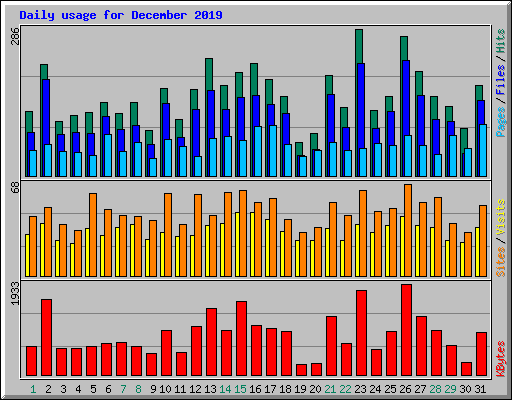 Daily usage for December 2019
286
Pages / Files / Hits
68
Sites / Visits
1933
KBytes
1 2 3 4 5 6 7 8 9 10 11 12 13 14 15 16 17 18 19 20 21 22 23 24 25 26 27 28 29 30 31